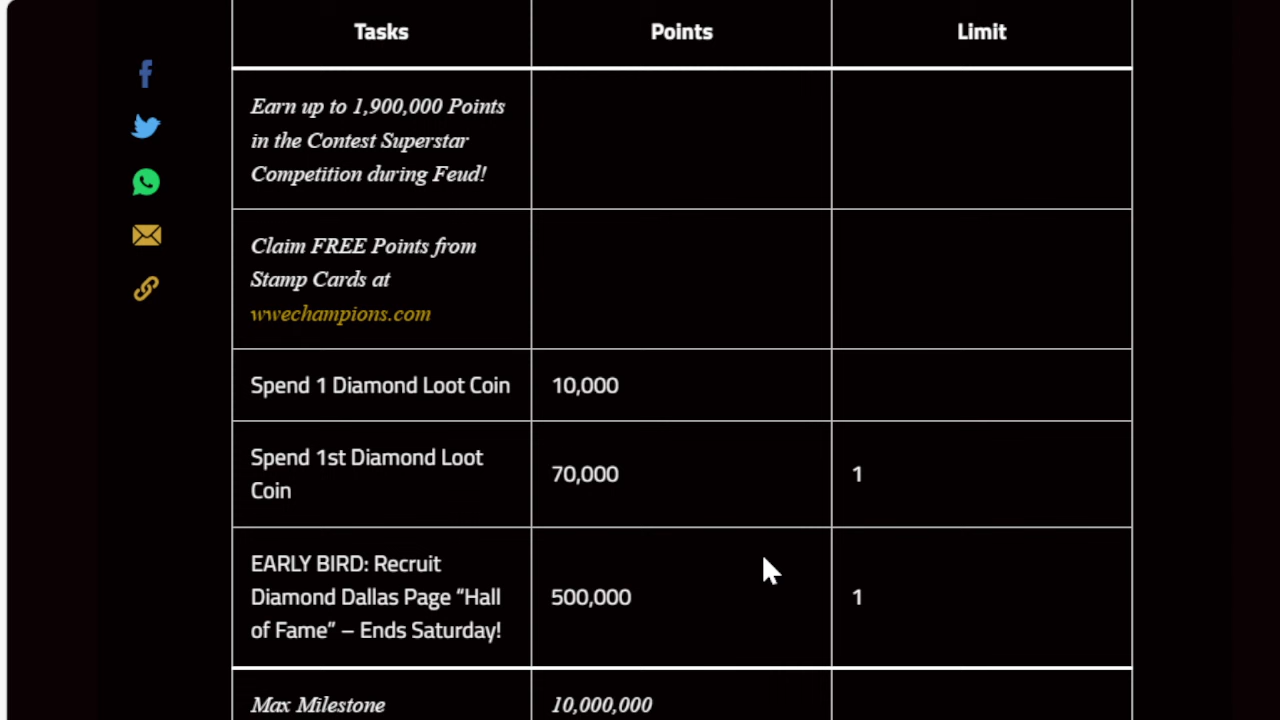 Tasks Points Limit
Earn up to 1,900,000 Points
in the Contest Superstar
Competition during Feud!
Claim FREE Points from
Stamp Cards at
wwechampions.com
Spend 1 Diamond Loot Coin 10,000
Spend 1st Diamond Loot
Coin
70,000 1
EARLY BIRD: Recruit
Diamond Dallas Page “Hall
of Fame” – Ends Saturday!
500,000 1
Max Milestone 10,000,000